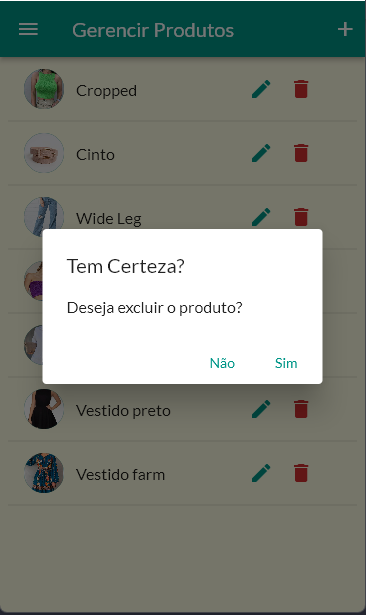 Gerencir Produtos
Cropped
Cinto
Wide Leg
Tem Certeza?
Deseja excluir o produto?
Não Sim
Vestido preto
Vestido farm